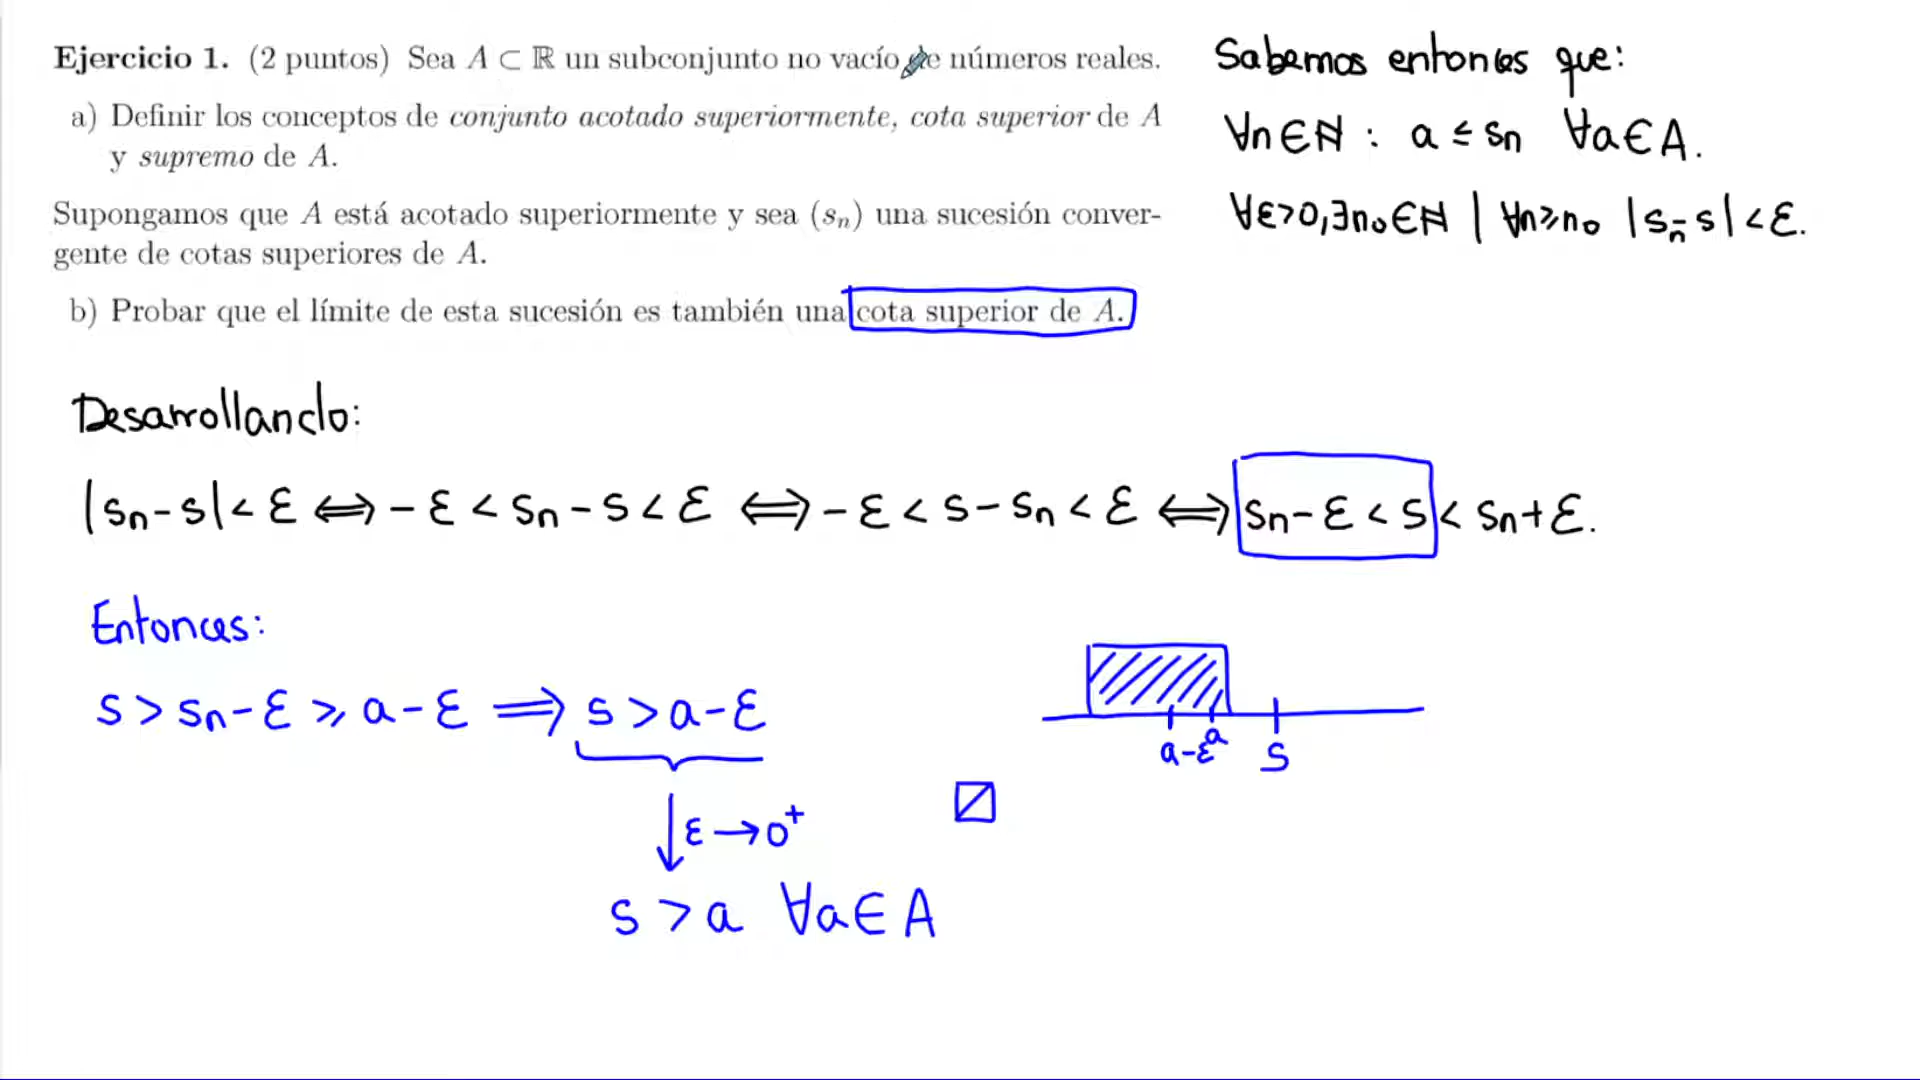 Ejercicio 1. (2 puntos) Sea A ⊂ ℝ un subconjunto no vacío de números reales.
a) Definir los conceptos de conjunto acotado superiormente, cota superior de A
y supremo de A.
Supongamos que A está acotado superiormente y sea (sₙ) una sucesión conver-
gente de cotas superiores de A.
b) Probar que el límite de esta sucesión es también una cota superior de A.
Sabemos entonces que:
∀n∈ℕ : a ≤ sₙ ∀a∈A.
∀ε>0, ∃n₀∈ℕ | ∀n≥n₀ |sₙ-s| < ε.
Desarrollando:
|sₙ-s| < ε ⟺ -ε < sₙ-s < ε ⟺ -ε < s-sₙ < ε ⟺ sₙ-ε < s < sₙ+ε.
Entonces:
s > sₙ-ε ≥ a-ε ⟹ s > a-ε
ε → 0⁺
s > a ∀a∈A
a-ε a s